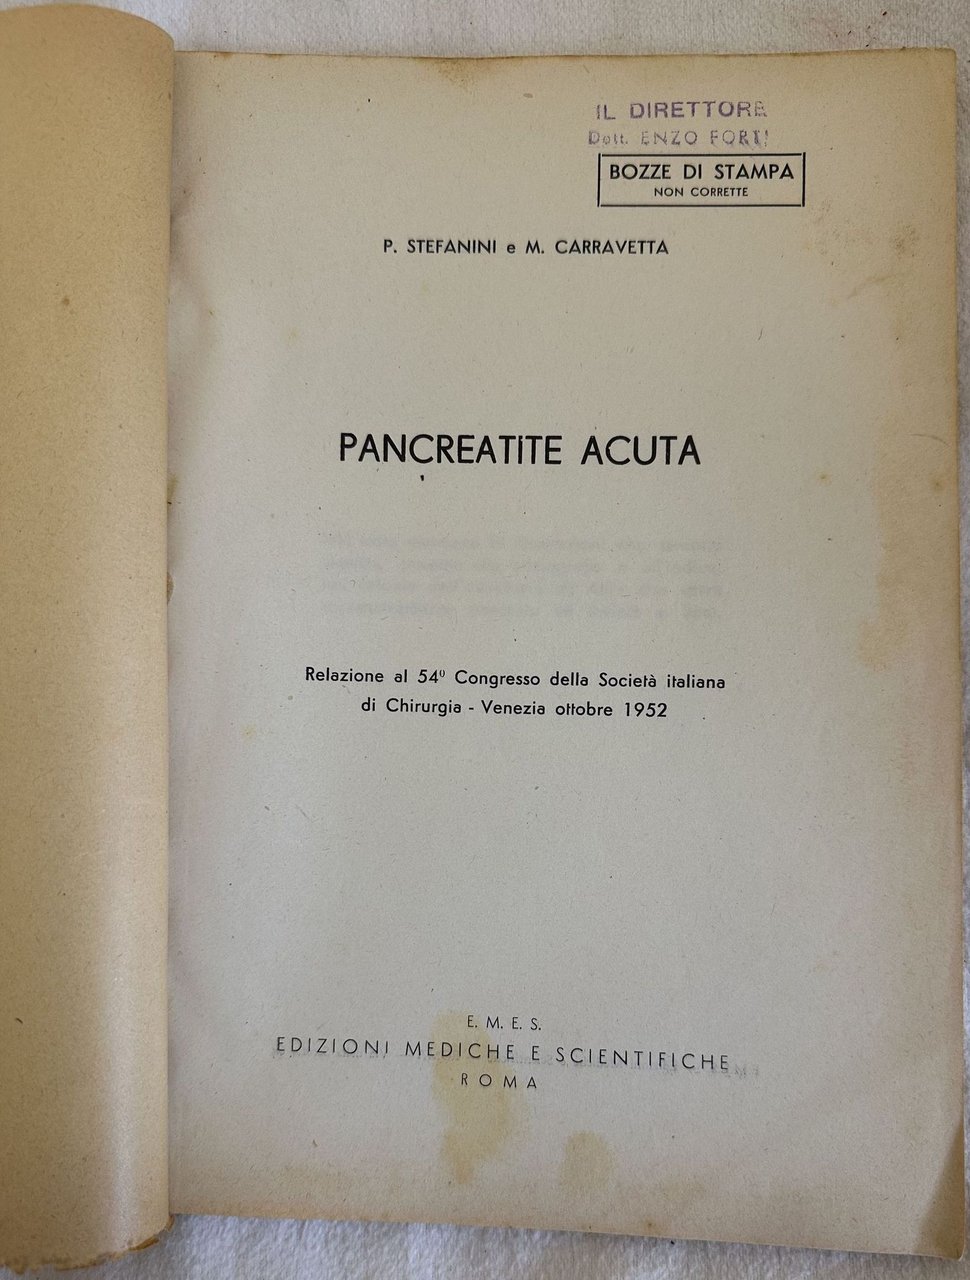 IL DIRETTORE
Dott. ENZO FORTI
BOZZE DI STAMPA
NON CORRETTE
P. STEFANINI e M. CARRAVETTA
PANCREATITE ACUTA
Relazione al 54º Congresso della Società italiana
di Chirurgia - Venezia ottobre 1952
E. M. E. S.
EDIZIONI MEDICHE E SCIENTIFICHE
ROMA